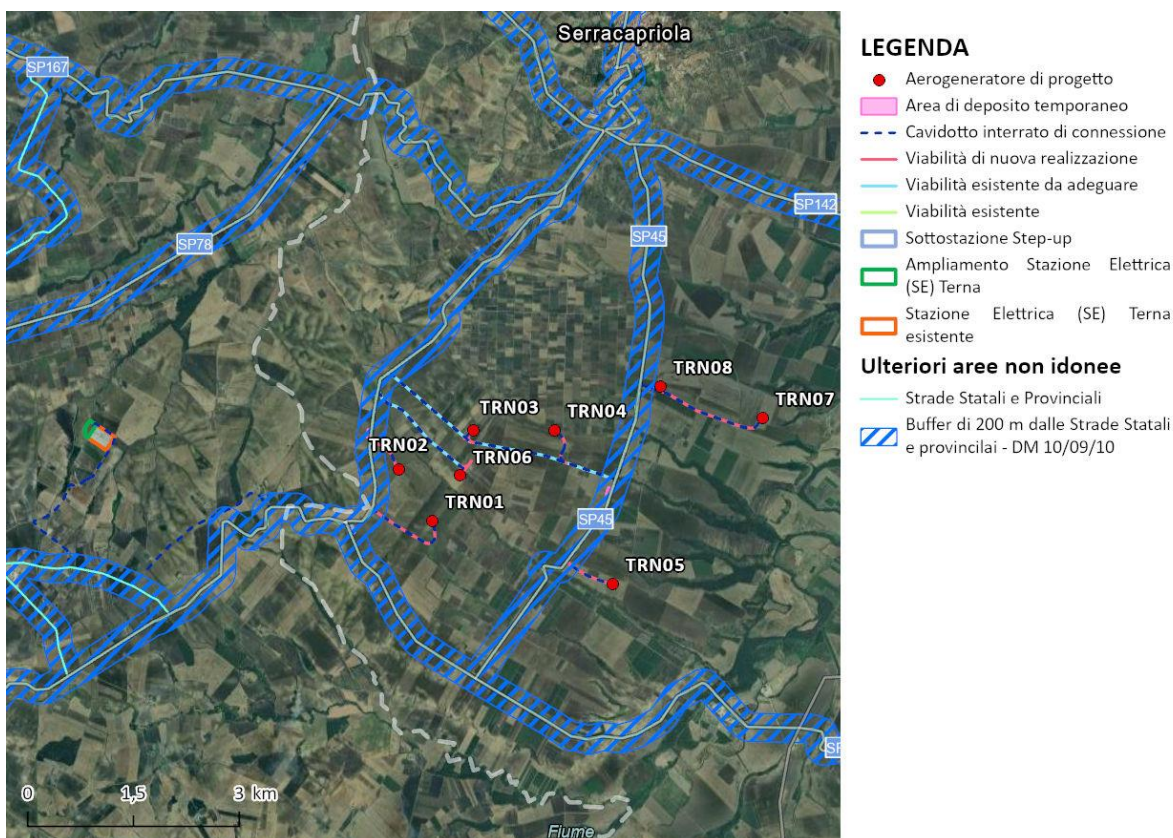 Serracapriola
SP167
SP142
SP45
SP78
TRN08
TRN07
TRN03
TRN04
TRN02
TRN06
TRN01
SP45
TRN05
SP
0 1,5 3 km
Fiume
LEGENDA
Aerogeneratore di progetto
Area di deposito temporaneo
Cavidotto interrato di connessione
Viabilità di nuova realizzazione
Viabilità esistente da adeguare
Viabilità esistente
Sottostazione Step-up
Ampliamento Stazione Elettrica
(SE) Terna
Stazione Elettrica (SE) Terna
esistente
Ulteriori aree non idonee
Strade Statali e Provinciali
Buffer di 200 m dalle Strade Statali
e provincilai - DM 10/09/10